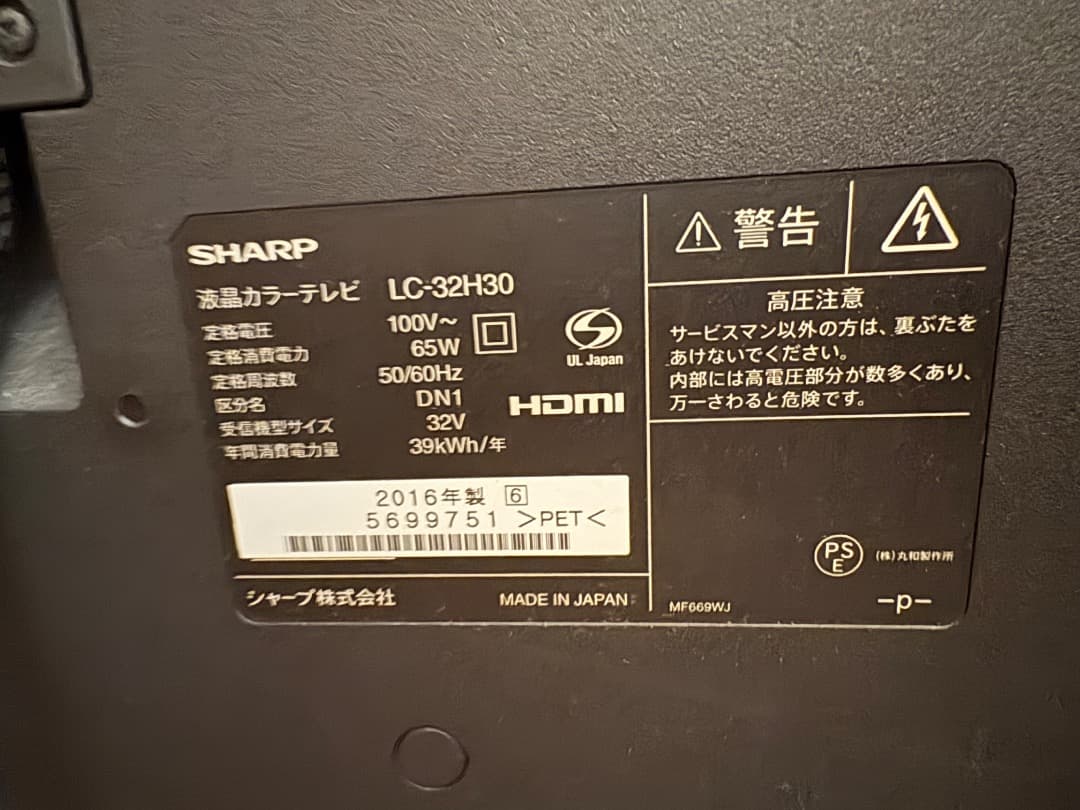 SHARP
液晶カラーテレビ LC-32H30
定格電圧 100V~
定格消費電力 65W
定格周波数 50/60Hz
区分名 DN1
受信機型サイズ 32V
年間消費電力量 39kWh/年
UL Japan
HDMI
2016年製 6
5699751 >PET<
シャープ株式会社 MADE IN JAPAN
警告
高圧注意
サービスマン以外の方は、裏ぶたを
あけないでください。
内部には高電圧部分が数多くあり、
万一さわると危険です。
PS
E
(株)丸和製作所
MF669WJ
-p-